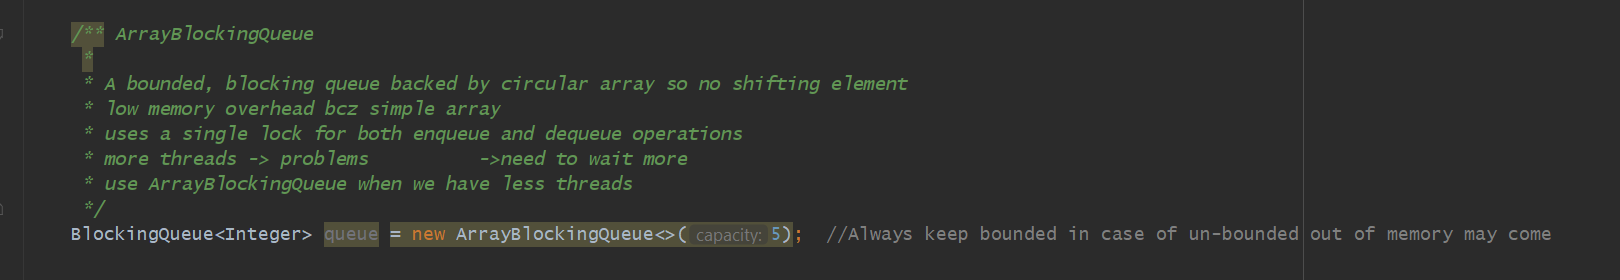 /** ArrayBlockingQueue
*
* A bounded, blocking queue backed by circular array so no shifting element
* low memory overhead bcz simple array
* uses a single lock for both enqueue and dequeue operations
* more threads -> problems          ->need to wait more
* use ArrayBlockingQueue when we have less threads
*/
BlockingQueue<Integer> queue = new ArrayBlockingQueue<>( capacity: 5);  //Always keep bounded in case of un-bounded out of memory may come